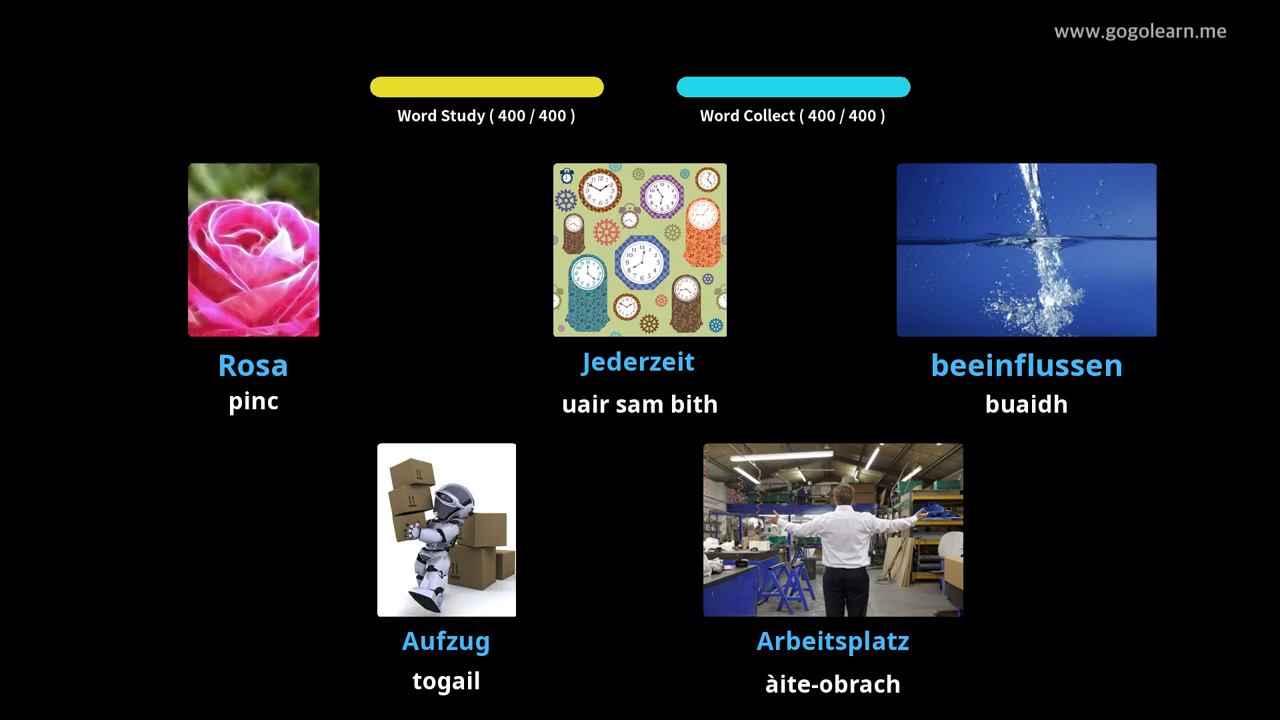 www.gogolearn.me
Word Study ( 400 / 400 )
Word Collect ( 400 / 400 )
Rosa
pinc
Jederzeit
uair sam bith
beeinflussen
buaidh
Aufzug
togail
Arbeitsplatz
àite-obrach